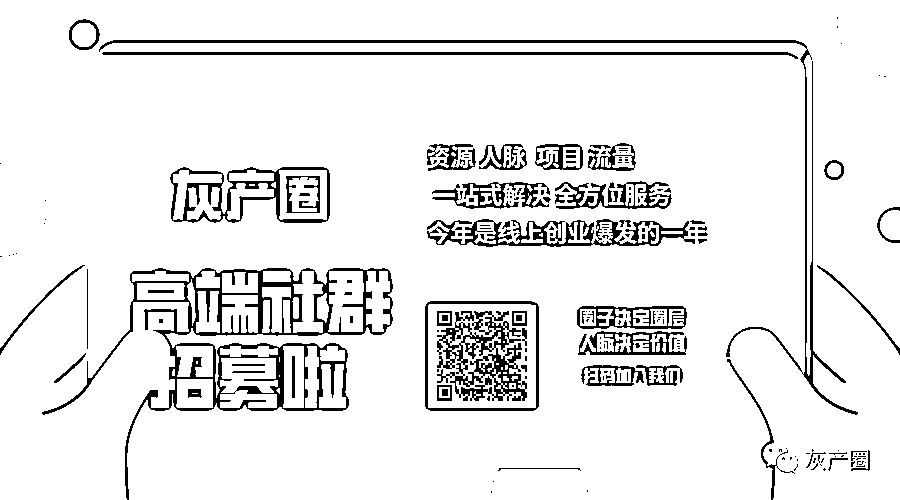 灰产圈
高端社群
招募啦
资源 人脉 项目 流量
一站式解决 全方位服务
今年是线上创业爆发的一年
圈子决定圈层
人脉决定价值
扫码加入我们
灰产圈